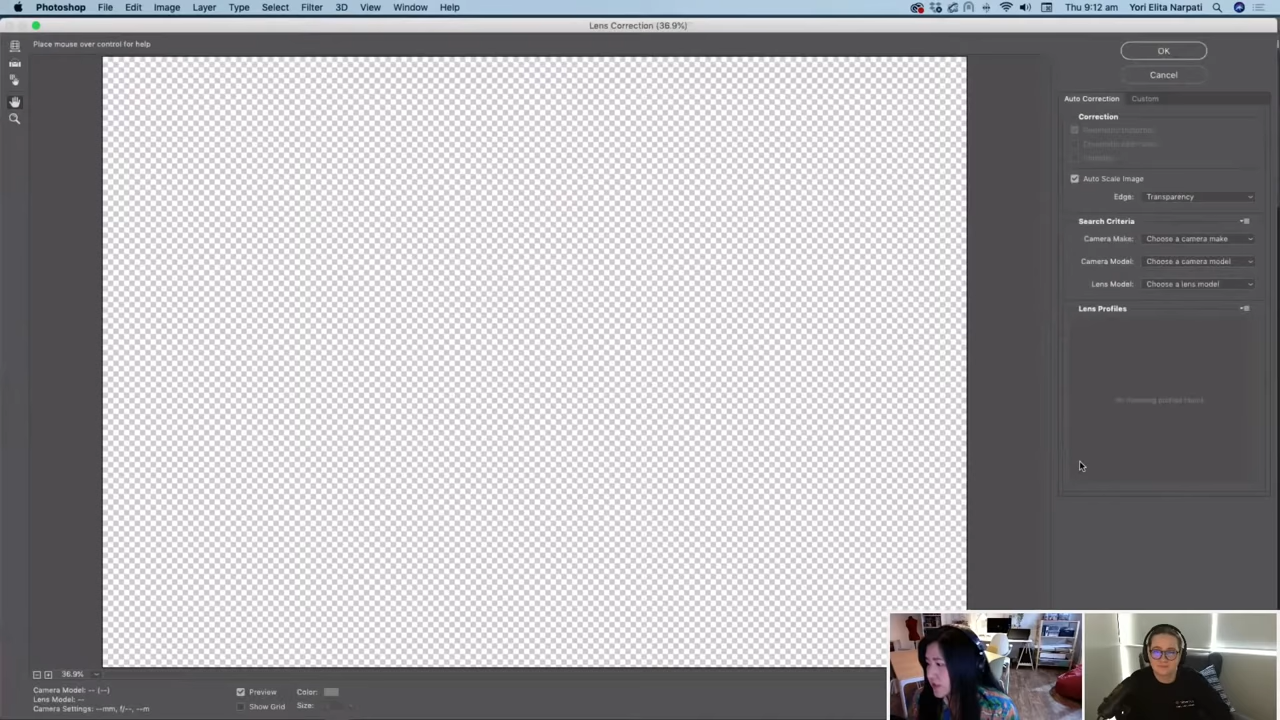 Photoshop File Edit Image Layer Type Select Filter 3D View Window Help Thu 9:12 am Yori Elita Narpati
Lens Correction (36.9%)
Place mouse over control for help
OK
Cancel
Auto Correction Custom
Correction
Auto Scale Image
Edge: Transparency
Search Criteria
Camera Make: Choose a camera make
Camera Model: Choose a camera model
Lens Model: Choose a lens model
Lens Profiles
36.9%
Camera Model: -- (--)
Lens Model: --
Camera Settings: --mm, f/--, --m
Preview
Show Grid
Color:
Size: